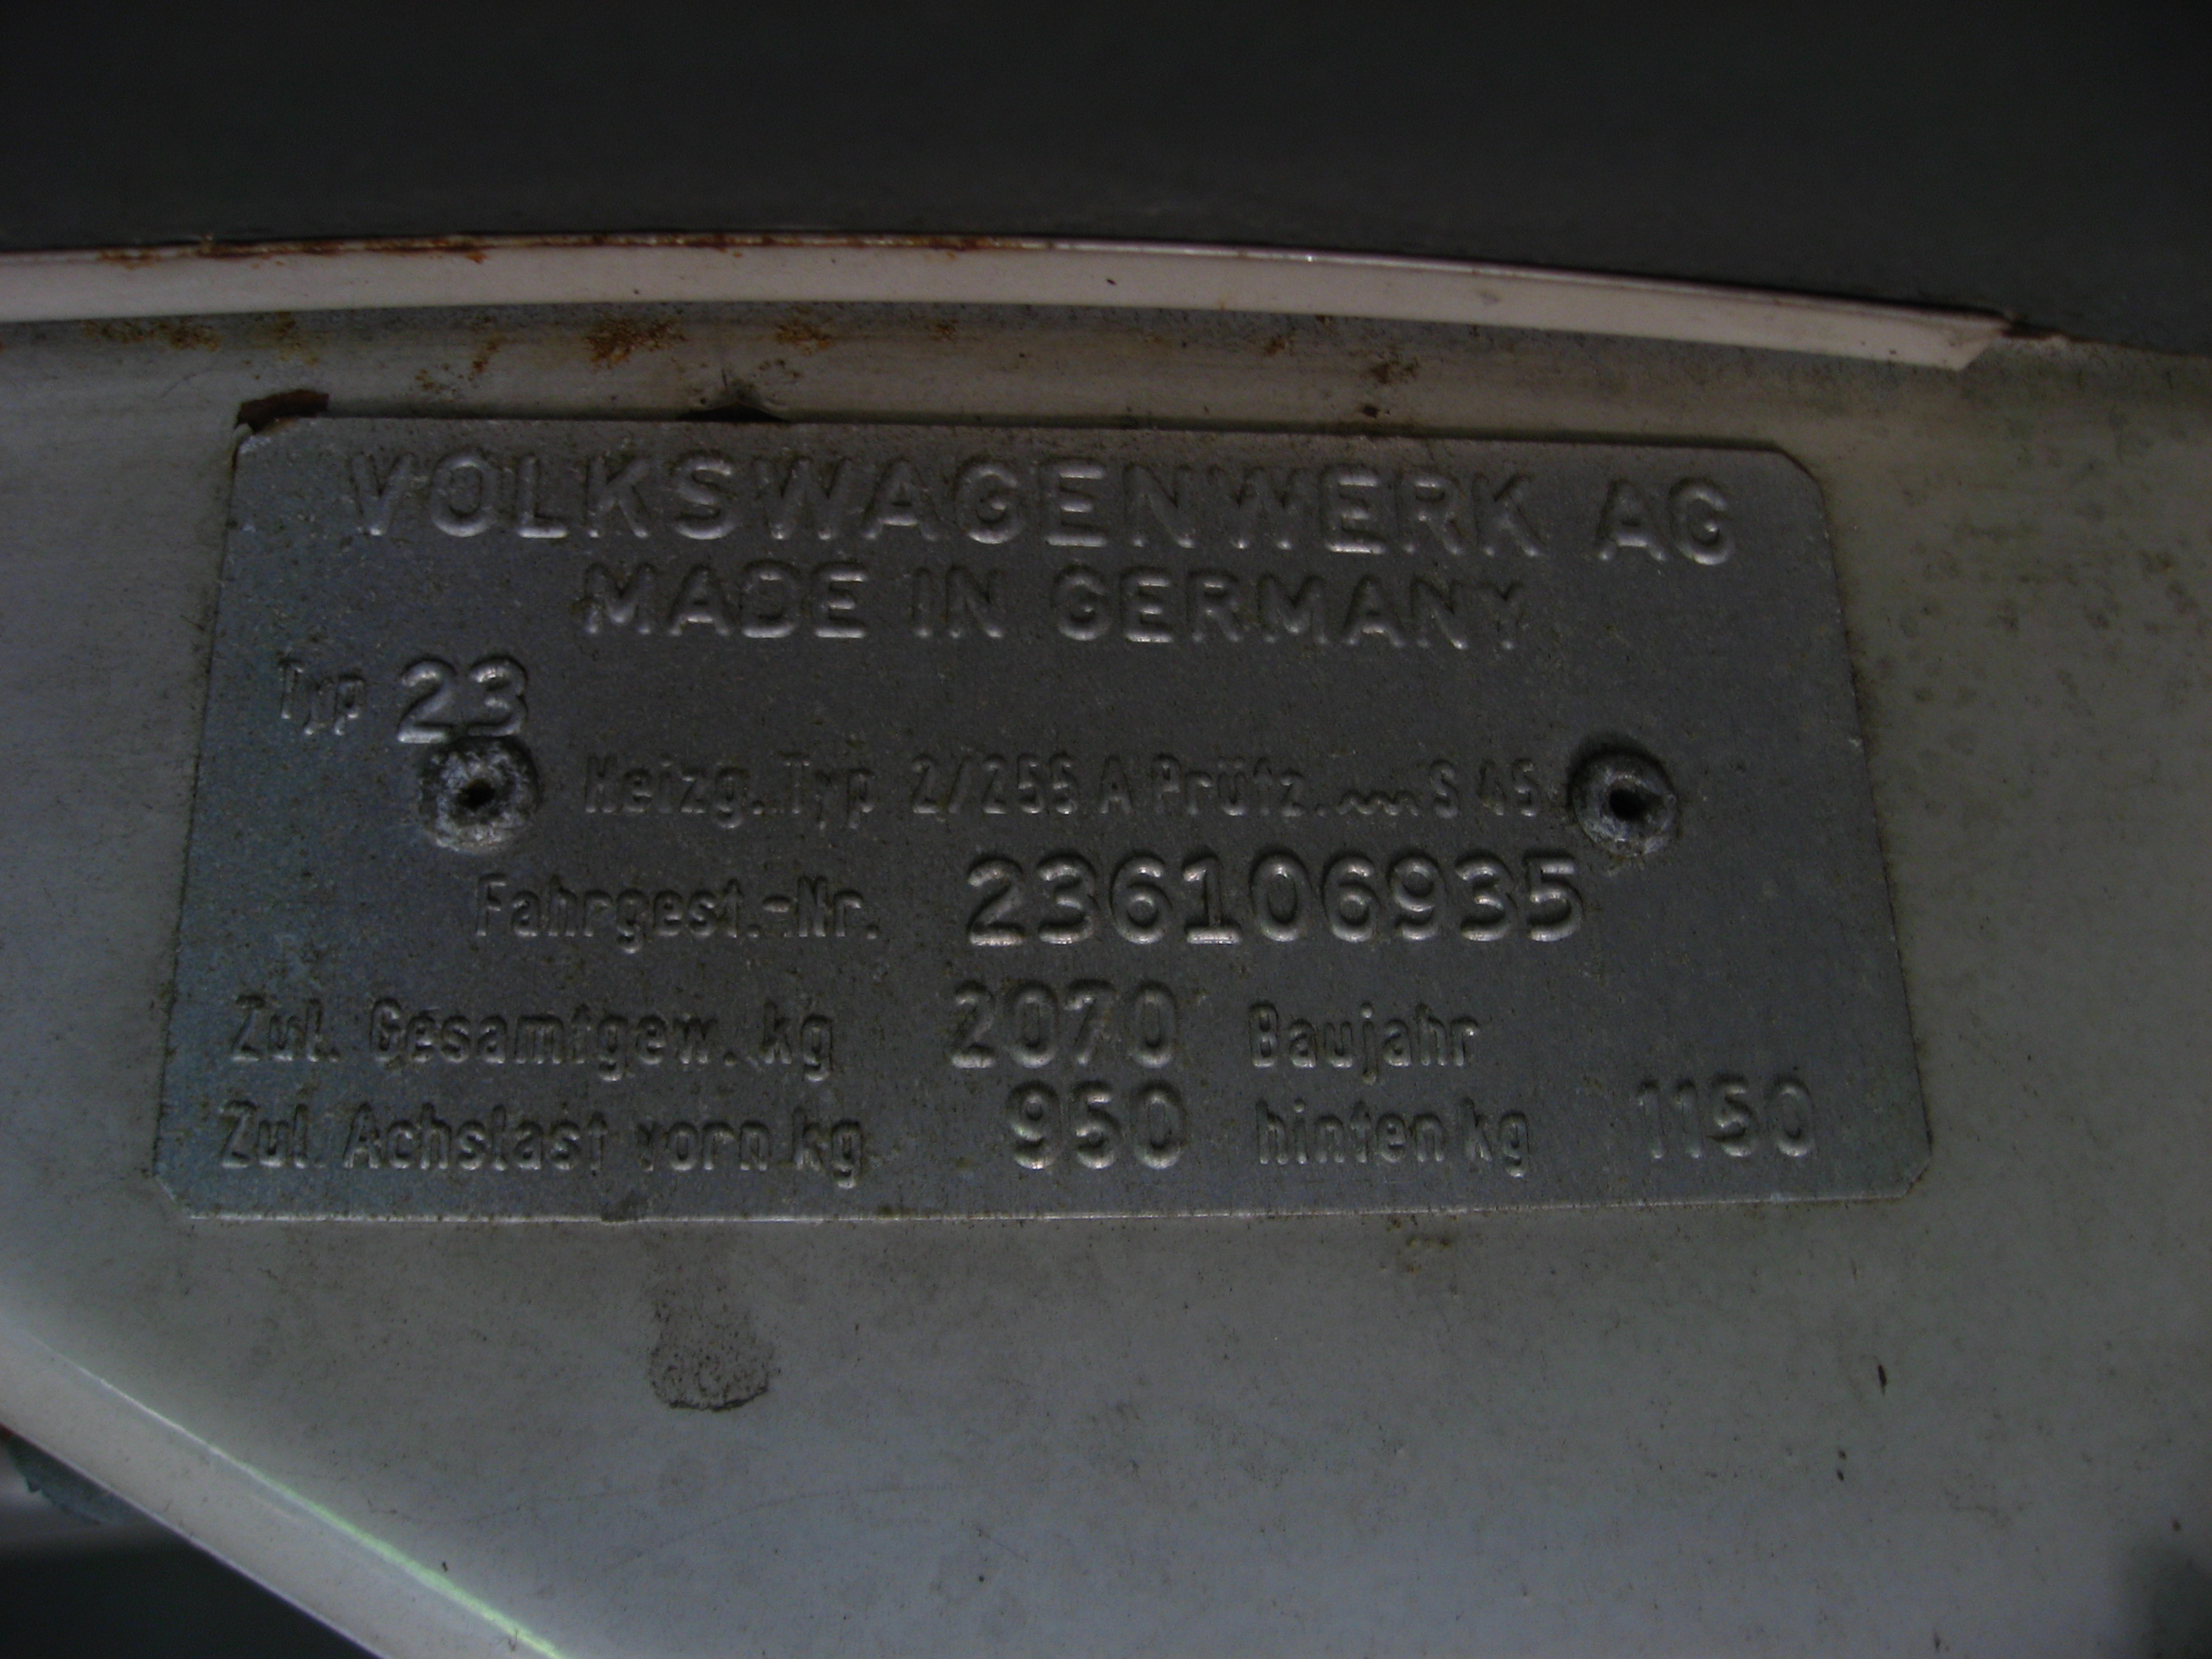 VOLKSWAGENWERK AG
MADE IN GERMANY
Typ 23
Heizg. Typ 2/255 A Prüfz. ~~~ S 45
Fahrgest.-Nr. 236106935
Zul. Gesamtgew. kg 2070 Baujahr
Zul. Achslast vorn kg 950 hinten kg 1150